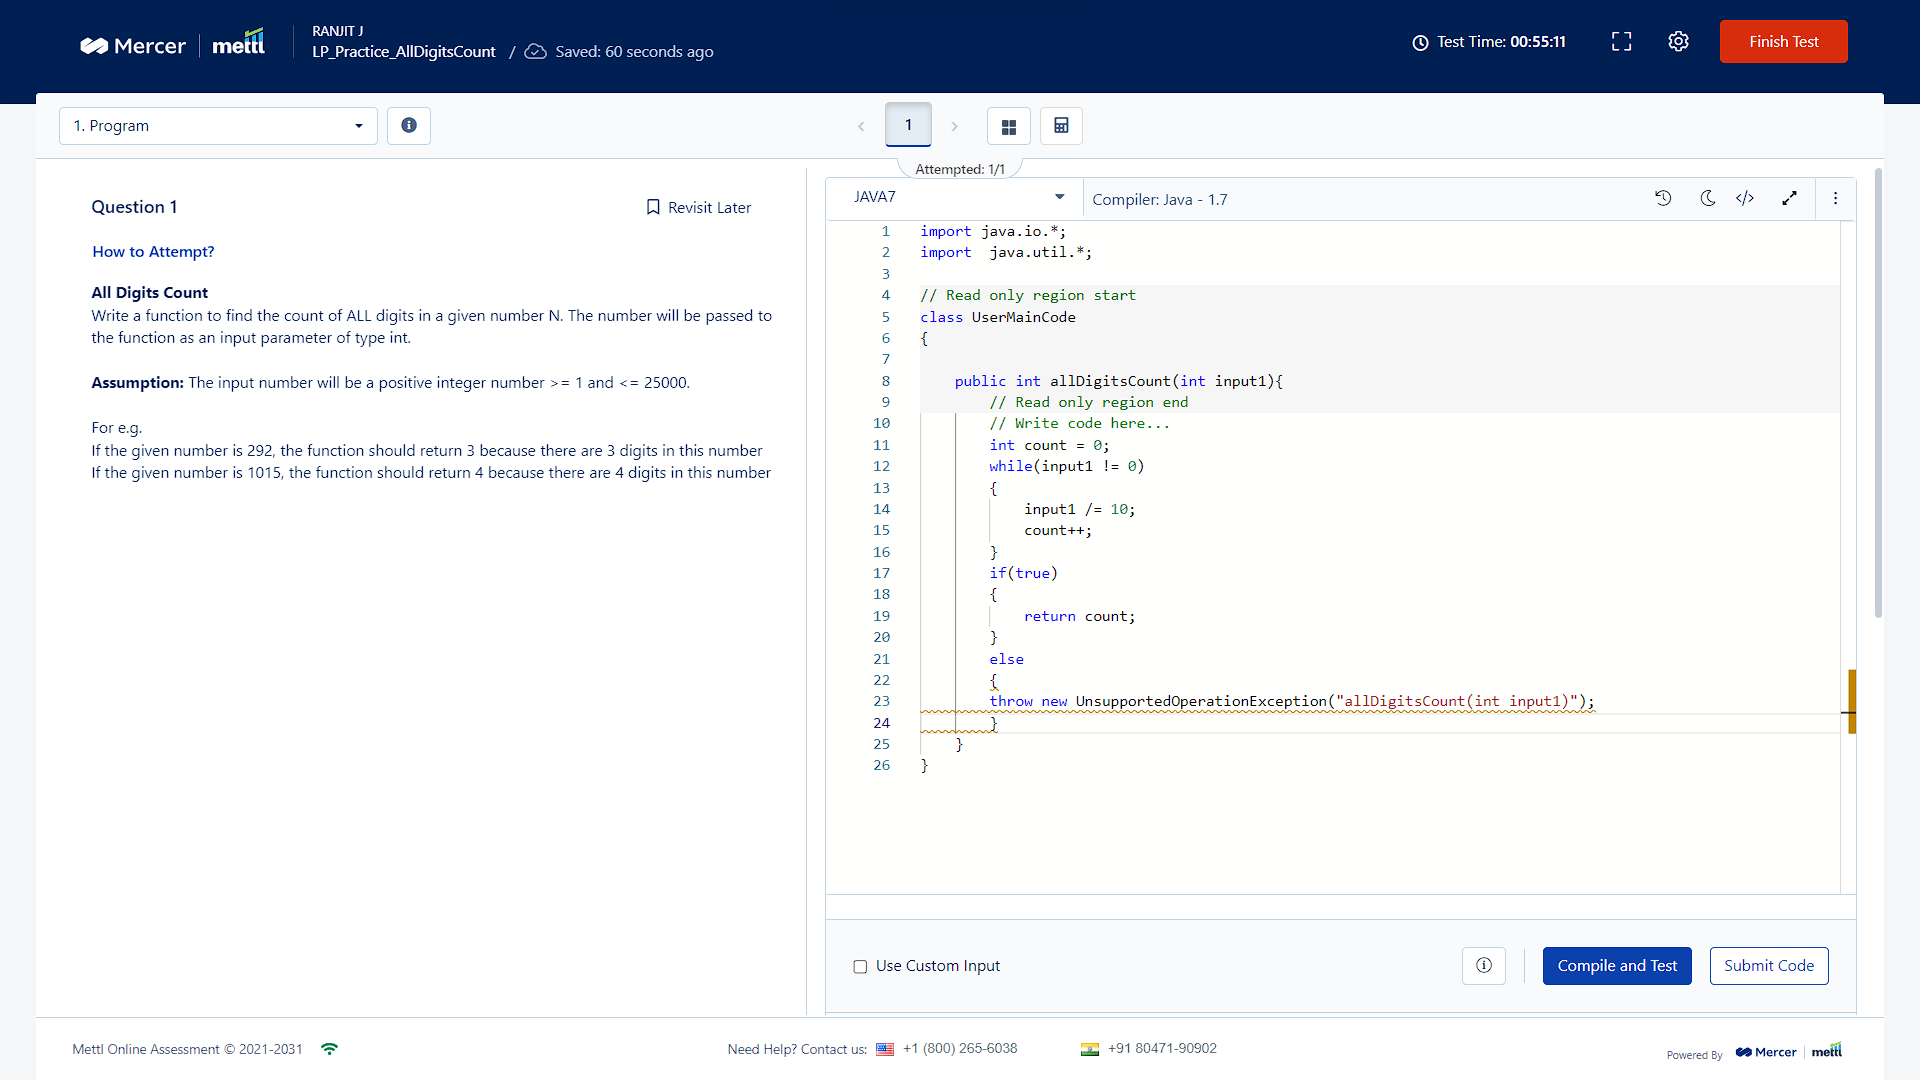 Mercer mettl
RANJIT J
LP_Practice_AllDigitsCount / Saved: 60 seconds ago
Test Time: 00:55:11
Finish Test
1. Program
1
Attempted: 1/1
Question 1
Revisit Later
How to Attempt?
All Digits Count
Write a function to find the count of ALL digits in a given number N. The number will be passed to
the function as an input parameter of type int.
Assumption: The input number will be a positive integer number >= 1 and <= 25000.
For e.g.
If the given number is 292, the function should return 3 because there are 3 digits in this number
If the given number is 1015, the function should return 4 because there are 4 digits in this number
JAVA7
Compiler: Java - 1.7
1 import java.io.*;
2 import  java.util.*;
3
4 // Read only region start
5 class UserMainCode
6 {
7
8     public int allDigitsCount(int input1){
9         // Read only region end
10         // Write code here...
11         int count = 0;
12         while(input1 != 0)
13         {
14             input1 /= 10;
15             count++;
16         }
17         if(true)
18         {
19             return count;
20         }
21         else
22         {
23         throw new UnsupportedOperationException("allDigitsCount(int input1)");
24         }
25     }
26 }
Use Custom Input
Compile and Test
Submit Code
Mettl Online Assessment © 2021-2031
Need Help? Contact us: +1 (800) 265-6038
+91 80471-90902
Powered By Mercer mettl